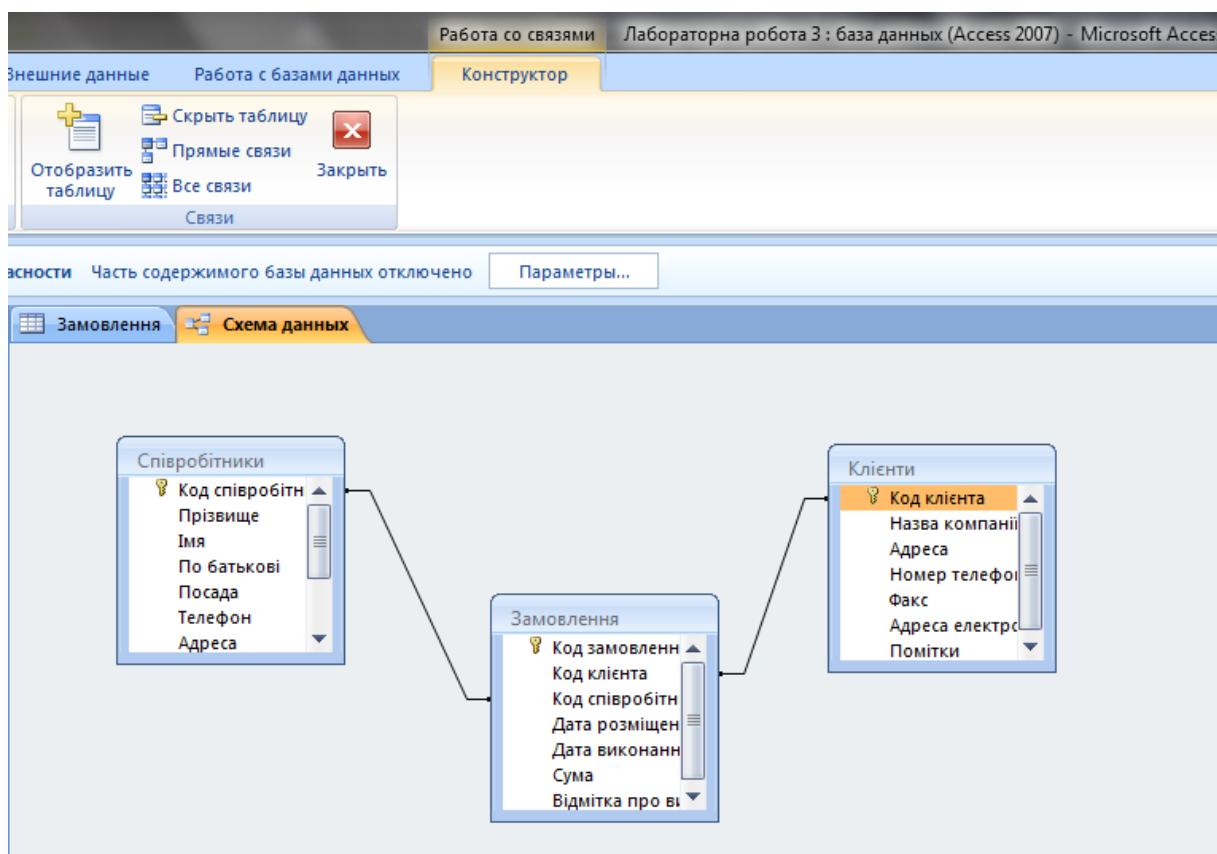 Работа со связями Лабораторна робота 3 : база данных (Access 2007) - Microsoft Acces
Внешние данные Работа с базами данных Конструктор
Отобразить таблицу
Скрыть таблицу
Прямые связи
Все связи
Закрыть
Связи
асности Часть содержимого базы данных отключено Параметры...
Замовлення Схема данных
Співробітники
Код співробітн
Прізвище
Імя
По батькові
Посада
Телефон
Адреса
Замовлення
Код замовленн
Код клієнта
Код співробітн
Дата розміщен
Дата виконанн
Сума
Відмітка про ви
Клієнти
Код клієнта
Назва компанії
Адреса
Номер телефон
Факс
Адреса електро
Помітки